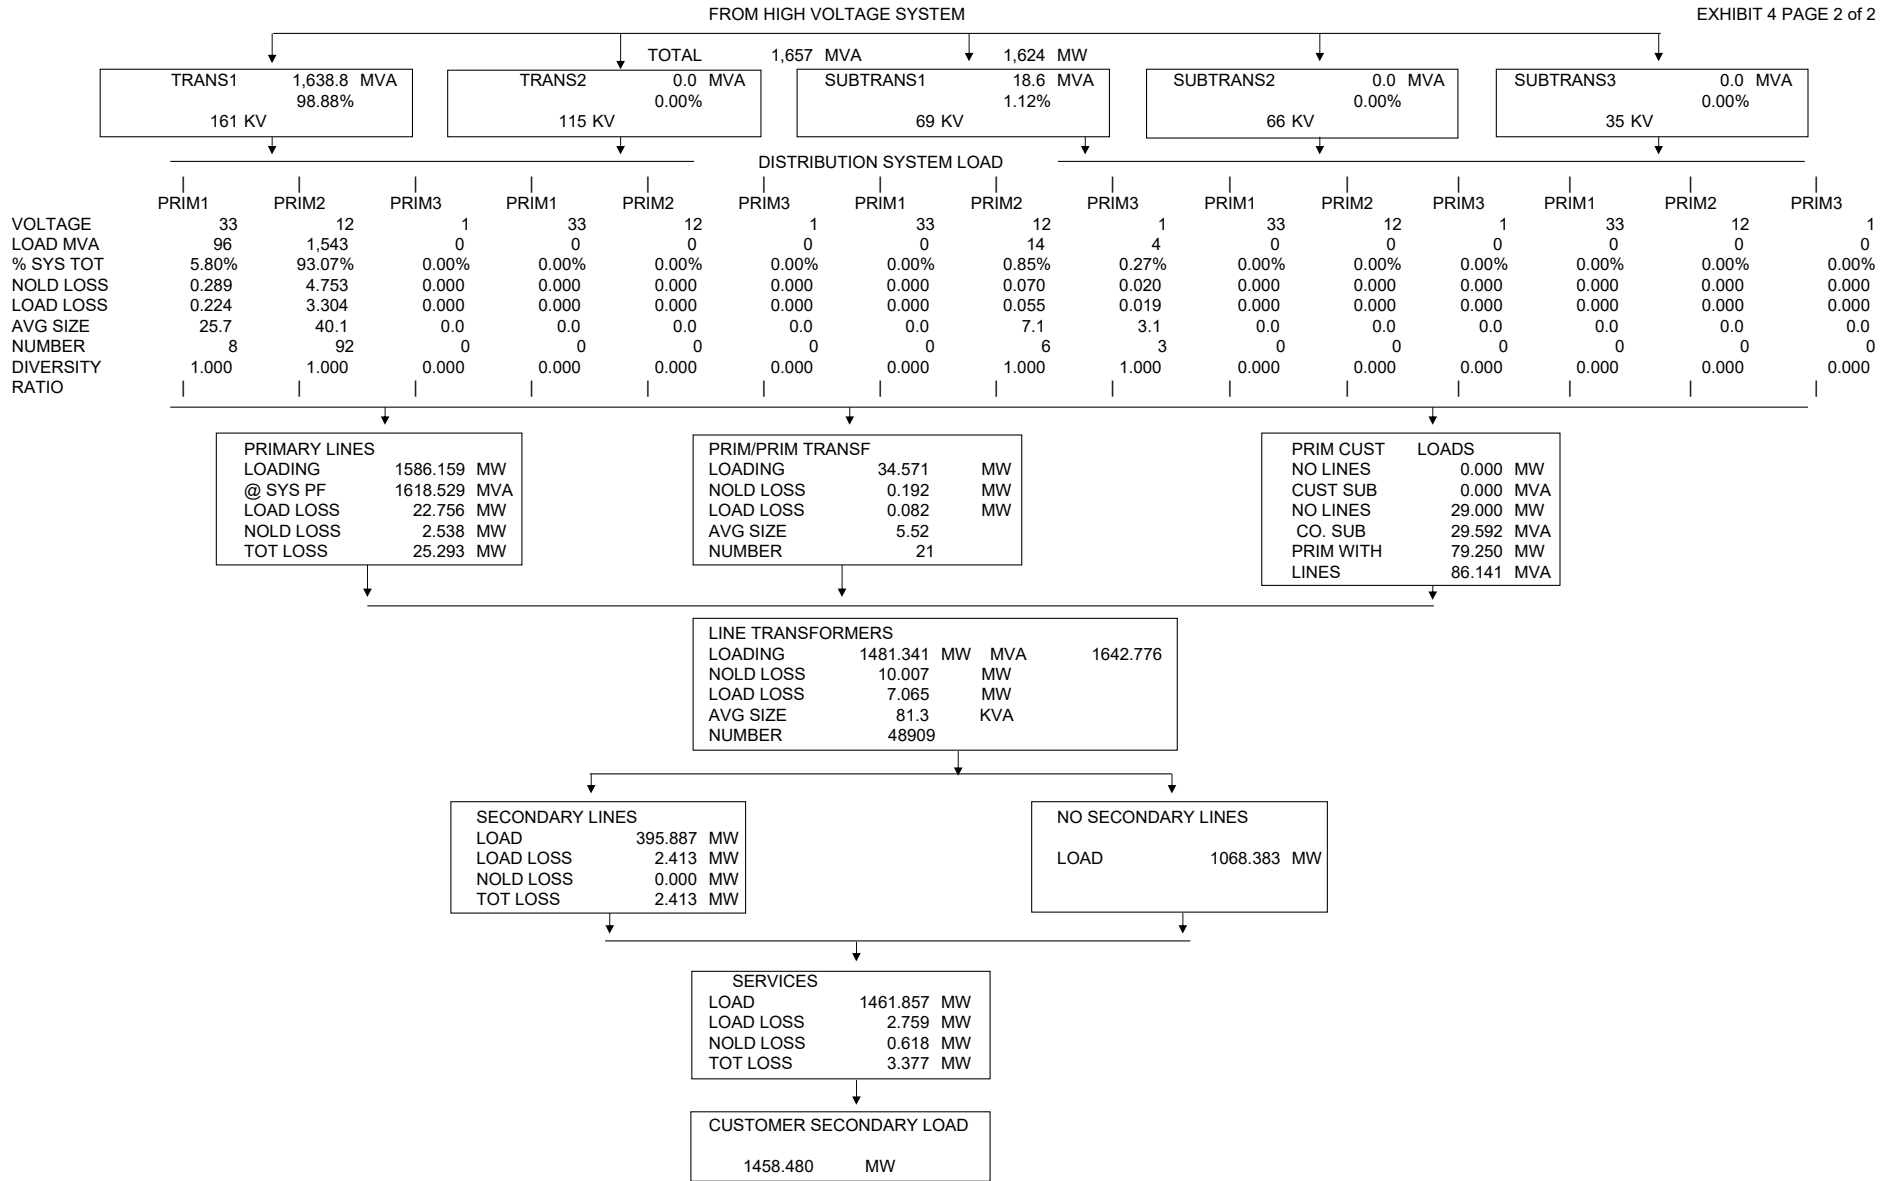 FROM HIGH VOLTAGE SYSTEM EXHIBIT 4 PAGE 2 of 2
TOTAL 1,657 MVA 1,624 MW
TRANS1 1,638.8 MVA TRANS2 0.0 MVA SUBTRANS1 18.6 MVA SUBTRANS2 0.0 MVA SUBTRANS3 0.0 MVA
98.88% 0.00% 1.12% 0.00% 0.00%
161 KV 115 KV 69 KV 66 KV 35 KV
DISTRIBUTION SYSTEM LOAD
PRIM1 PRIM2 PRIM3 PRIM1 PRIM2 PRIM3 PRIM1 PRIM2 PRIM3 PRIM1 PRIM2 PRIM3 PRIM1 PRIM2 PRIM3
VOLTAGE 33 12 1 33 12 1 33 12 1 33 12 1 33 12 1
LOAD MVA 96 1,543 0 0 0 0 0 14 4 0 0 0 0 0 0
% SYS TOT 5.80% 93.07% 0.00% 0.00% 0.00% 0.00% 0.00% 0.85% 0.27% 0.00% 0.00% 0.00% 0.00% 0.00% 0.00%
NOLD LOSS 0.289 4.753 0.000 0.000 0.000 0.000 0.000 0.070 0.020 0.000 0.000 0.000 0.000 0.000 0.000
LOAD LOSS 0.224 3.304 0.000 0.000 0.000 0.000 0.000 0.055 0.019 0.000 0.000 0.000 0.000 0.000 0.000
AVG SIZE 25.7 40.1 0.0 0.0 0.0 0.0 0.0 7.1 3.1 0.0 0.0 0.0 0.0 0.0 0.0
NUMBER 8 92 0 0 0 0 0 6 3 0 0 0 0 0 0
DIVERSITY 1.000 1.000 0.000 0.000 0.000 0.000 0.000 1.000 1.000 0.000 0.000 0.000 0.000 0.000 0.000
RATIO
PRIMARY LINES
LOADING 1586.159 MW
@ SYS PF 1618.529 MVA
LOAD LOSS 22.756 MW
NOLD LOSS 2.538 MW
TOT LOSS 25.293 MW
PRIM/PRIM TRANSF
LOADING 34.571 MW
NOLD LOSS 0.192 MW
LOAD LOSS 0.082 MW
AVG SIZE 5.52
NUMBER 21
PRIM CUST LOADS
NO LINES 0.000 MW
CUST SUB 0.000 MVA
NO LINES 29.000 MW
CO. SUB 29.592 MVA
PRIM WITH 79.250 MW
LINES 86.141 MVA
LINE TRANSFORMERS
LOADING 1481.341 MW MVA 1642.776
NOLD LOSS 10.007 MW
LOAD LOSS 7.065 MW
AVG SIZE 81.3 KVA
NUMBER 48909
SECONDARY LINES
LOAD 395.887 MW
LOAD LOSS 2.413 MW
NOLD LOSS 0.000 MW
TOT LOSS 2.413 MW
NO SECONDARY LINES
LOAD 1068.383 MW
SERVICES
LOAD 1461.857 MW
LOAD LOSS 2.759 MW
NOLD LOSS 0.618 MW
TOT LOSS 3.377 MW
CUSTOMER SECONDARY LOAD
1458.480 MW